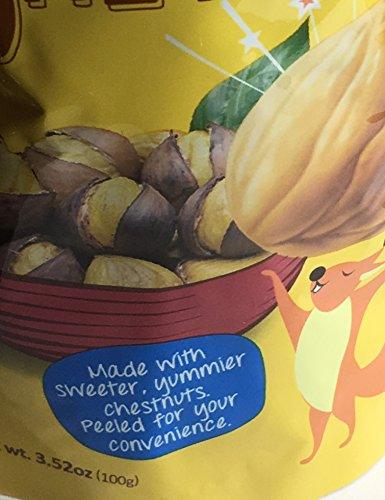 Made with
sweeter, yummier
chestnuts.
Peeled for your
convenience.
wt. 3.52oz (100g)